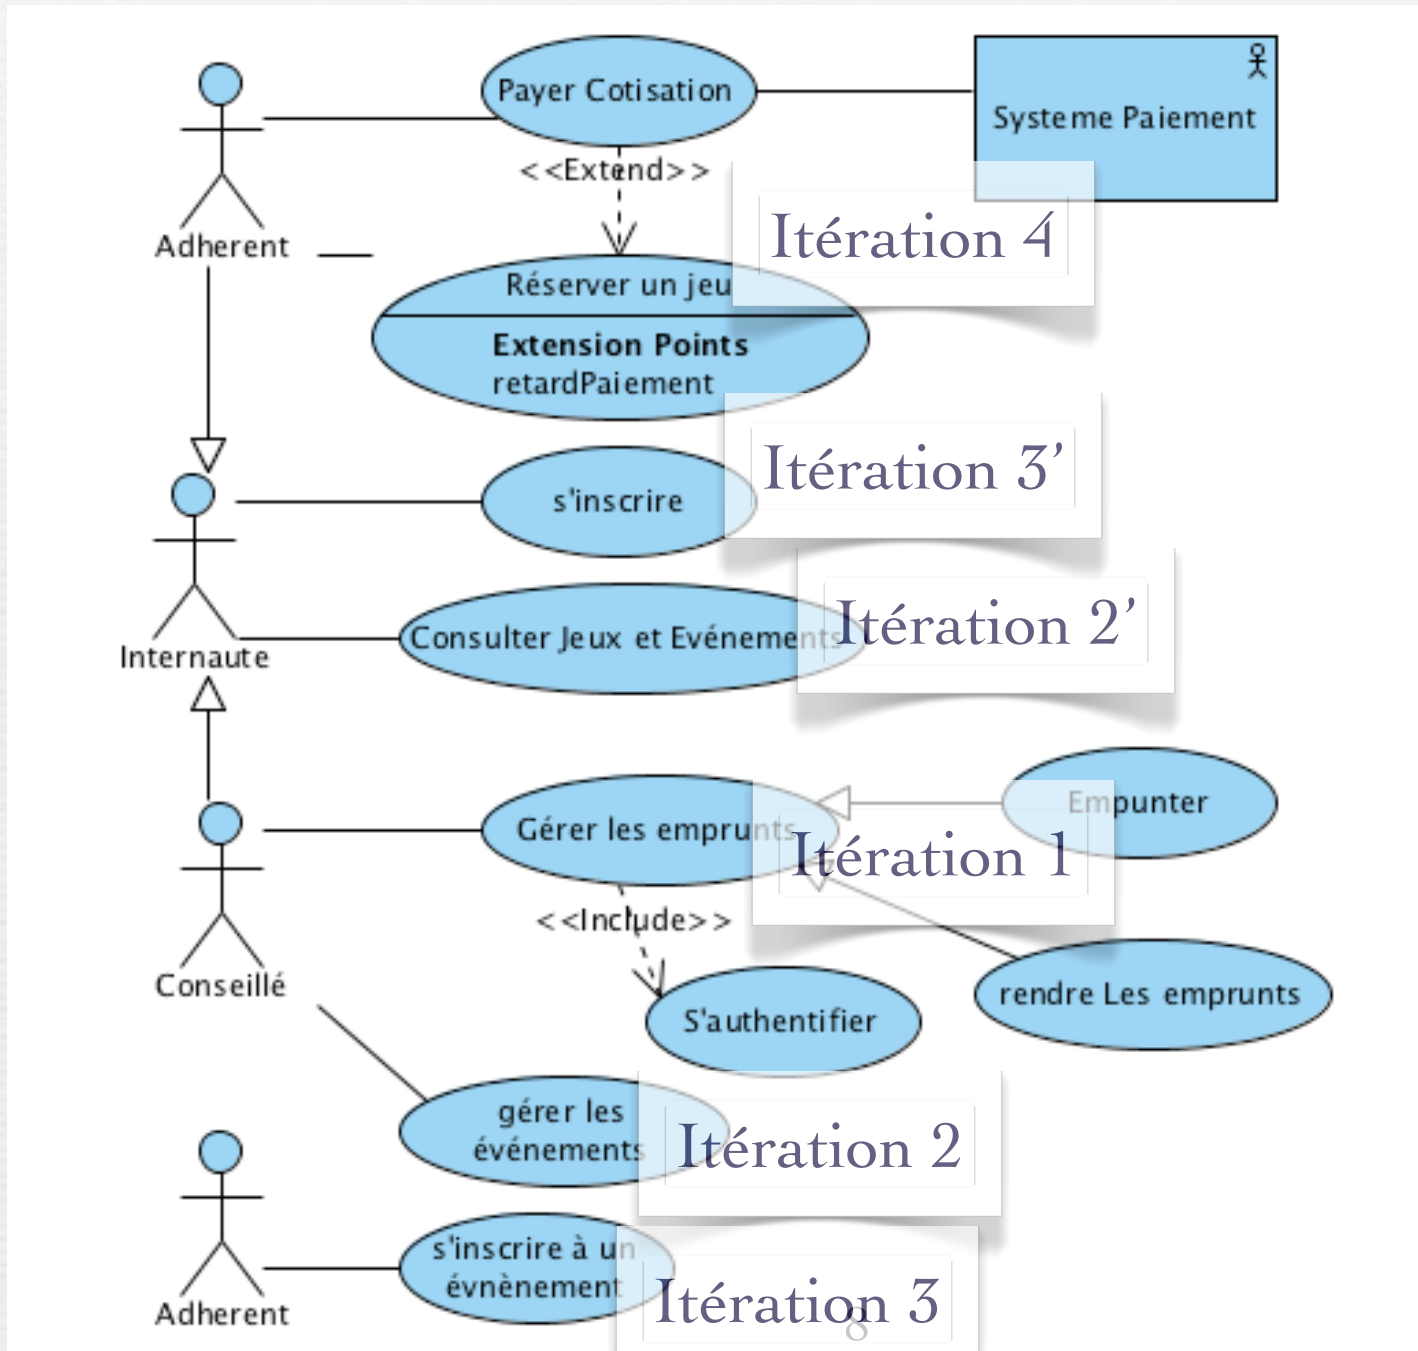 Payer Cotisation
Systeme Paiement
<<Extend>>
Itération 4
Adherent
Réserver un jeu
Extension Points
retardPaiement
Itération 3’
s'inscrire
Itération 2’
Consulter Jeux et Evénements
Internaute
Empunter
Gérer les emprunts
Itération 1
<<Include>>
Conseillé
rendre Les emprunts
S'authentifier
gérer les
événements
Itération 2
s'inscrire à un
évnènement
Itération 3
Adherent
8